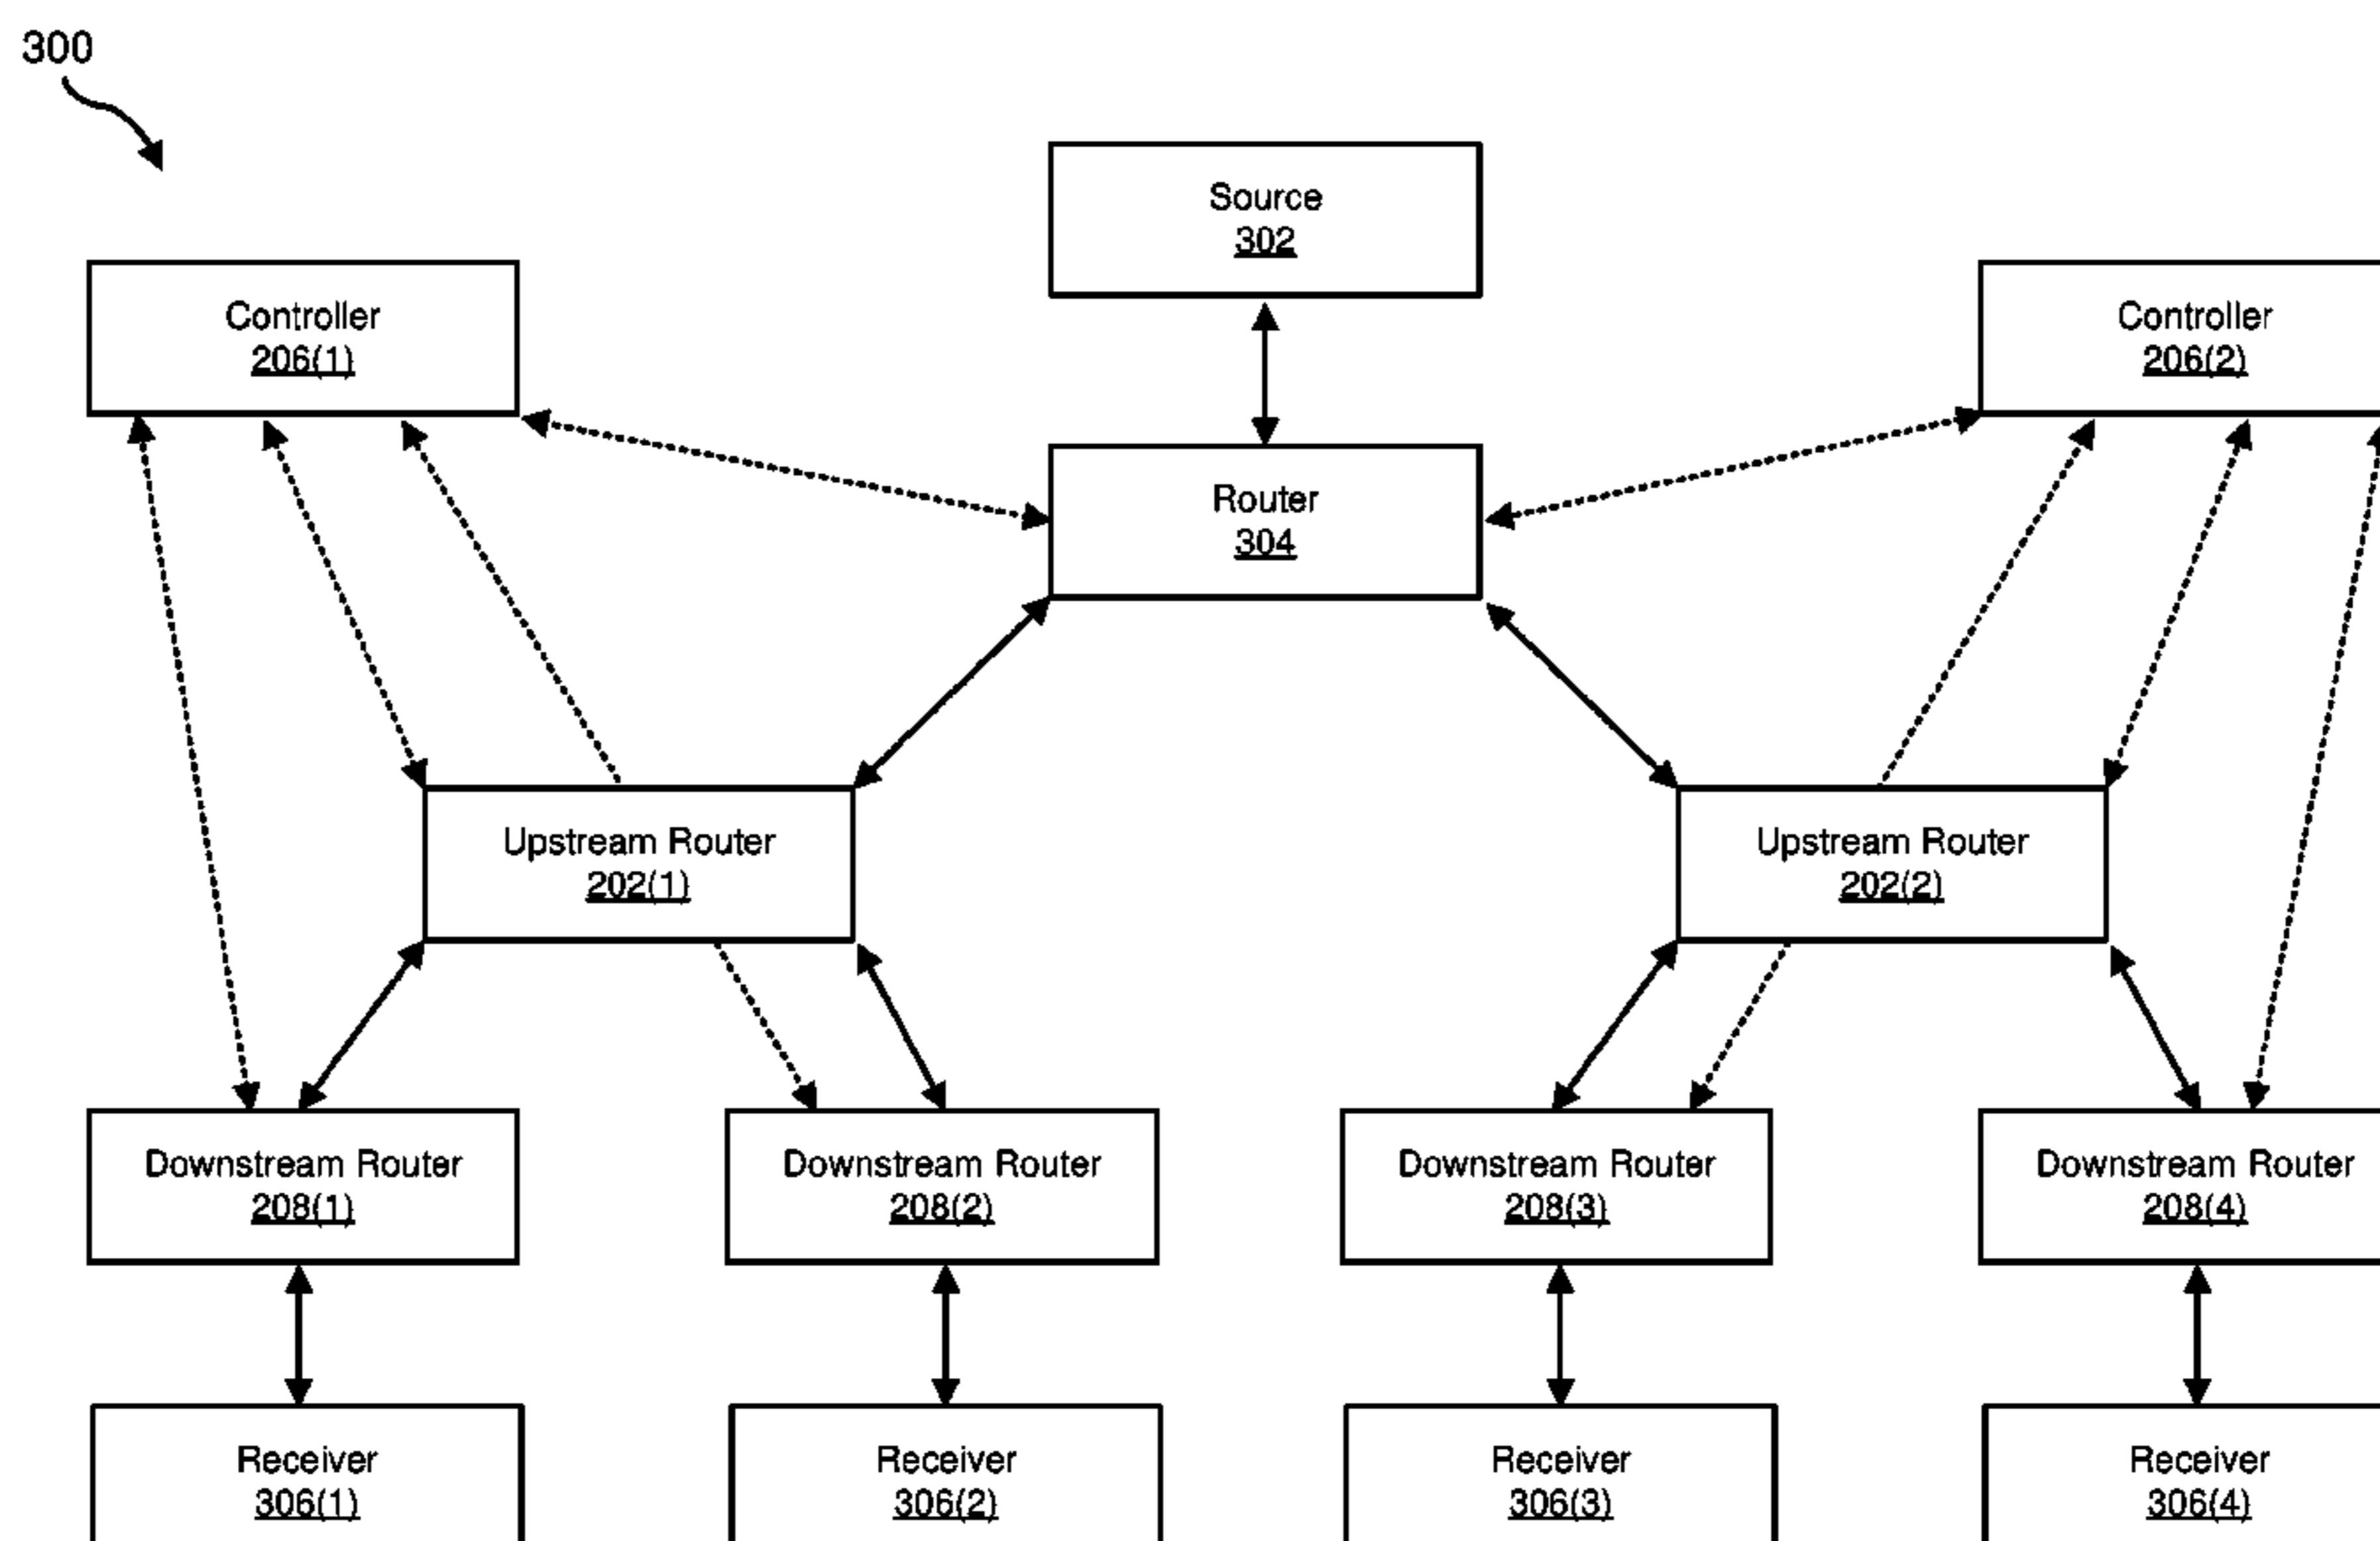 300
Source
302
Controller
206(1)
Controller
206(2)
Router
304
Upstream Router
202(1)
Upstream Router
202(2)
Downstream Router
208(1)
Downstream Router
208(2)
Downstream Router
208(3)
Downstream Router
208(4)
Receiver
306(1)
Receiver
306(2)
Receiver
306(3)
Receiver
306(4)